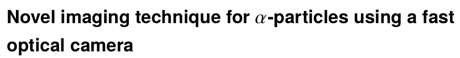 Novel imaging technique for α-particles using a fast
optical camera